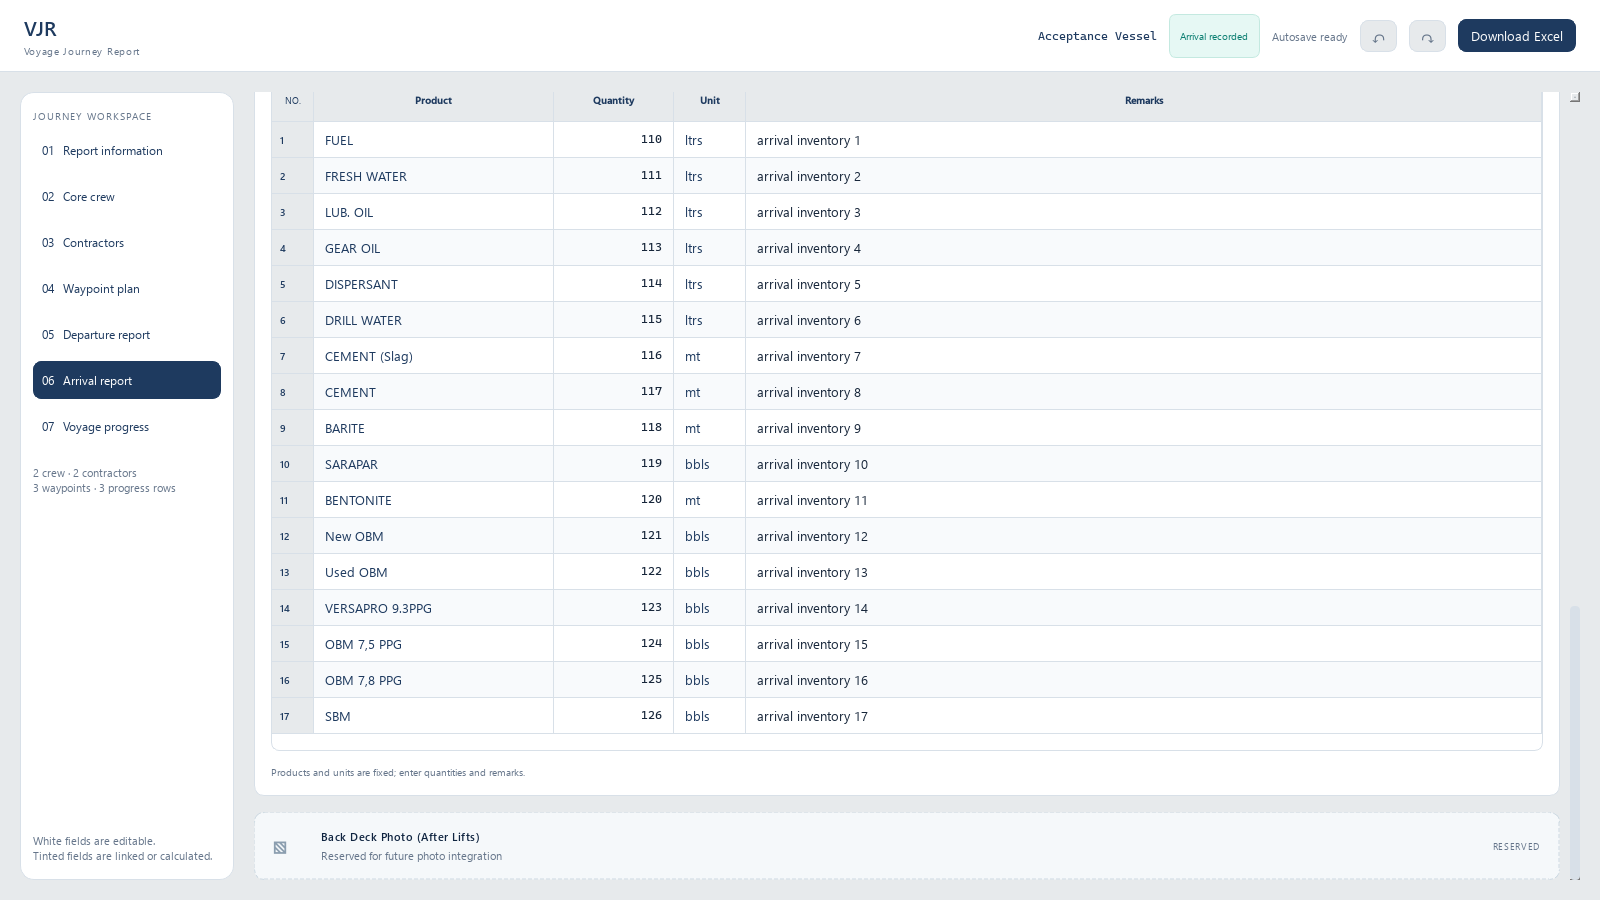 VJR
Voyage Journey Report
Acceptance Vessel
Arrival recorded
Autosave ready
Download Excel
JOURNEY WORKSPACE
01 Report information
02 Core crew
03 Contractors
04 Waypoint plan
05 Departure report
06 Arrival report
07 Voyage progress
2 crew · 2 contractors
3 waypoints · 3 progress rows
White fields are editable.
Tinted fields are linked or calculated.
NO. Product Quantity Unit Remarks
1 FUEL 110 ltrs arrival inventory 1
2 FRESH WATER 111 ltrs arrival inventory 2
3 LUB. OIL 112 ltrs arrival inventory 3
4 GEAR OIL 113 ltrs arrival inventory 4
5 DISPERSANT 114 ltrs arrival inventory 5
6 DRILL WATER 115 ltrs arrival inventory 6
7 CEMENT (Slag) 116 mt arrival inventory 7
8 CEMENT 117 mt arrival inventory 8
9 BARITE 118 mt arrival inventory 9
10 SARAPAR 119 bbls arrival inventory 10
11 BENTONITE 120 mt arrival inventory 11
12 New OBM 121 bbls arrival inventory 12
13 Used OBM 122 bbls arrival inventory 13
14 VERSAPRO 9.3PPG 123 bbls arrival inventory 14
15 OBM 7,5 PPG 124 bbls arrival inventory 15
16 OBM 7,8 PPG 125 bbls arrival inventory 16
17 SBM 126 bbls arrival inventory 17
Products and units are fixed; enter quantities and remarks.
Back Deck Photo (After Lifts)
Reserved for future photo integration
RESERVED